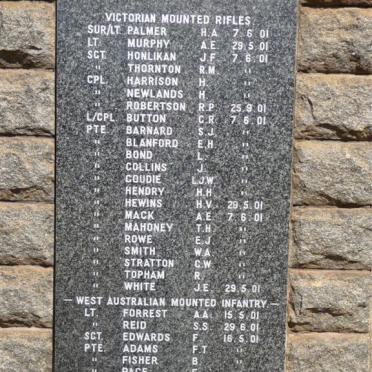 VICTORIAN MOUNTED RIFLES
SUR/LT PALMER H.A 7.6.01
LT. MURPHY A.E 29.5.01
SGT. HONLIKAN J.F 7.6.01
" THORNTON R.M "
CPL. HARRISON H. "
" NEWLANDS H "
" ROBERTSON R.P 25.9.01
L/CPL. BUTTON C.R 7.6.01
PTE. BARNARD S.J "
" BLANFORD E.H "
" BOND L. "
" COLLINS J. "
" COUDIE L.J.W. "
" HENDRY H.H. "
" HEWINS H.V. 29.5.01
" MACK A.E 7.6.01
" MAHONEY T.H "
" ROWE E.J "
" SMITH W.A "
" STRATTON G.W. "
" TOPHAM R. "
" WHITE J.E. 29.5.01
— WEST AUSTRALIAN MOUNTED INFANTRY —
LT. FORREST A.A. 15.5.01
" REID S.S. 29.6.01
SGT. EDWARDS F. 16.5.01
PTE. ADAMS F.T "
" FISHER B. "
" PAGE